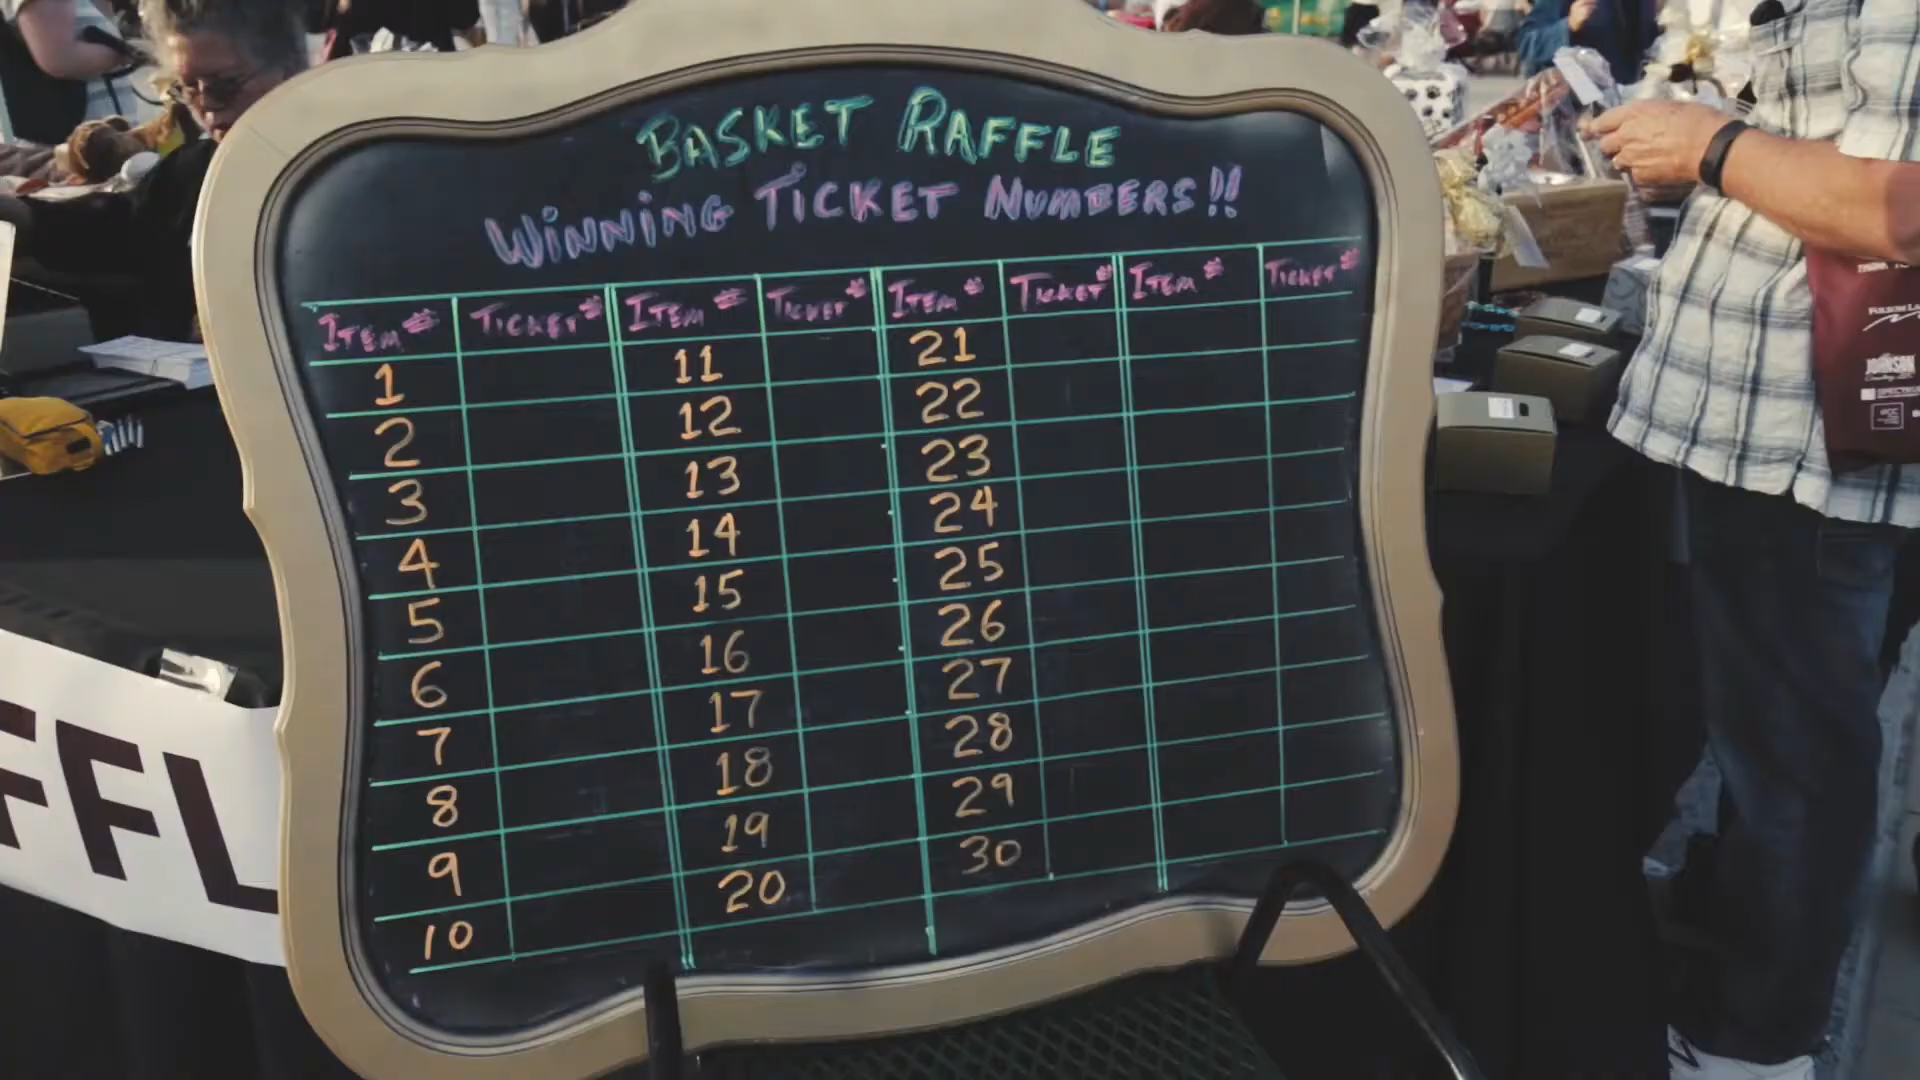 BASKET RAFFLE
WINNING TICKET NUMBERS!!
ITEM # TICKET # ITEM # TICKET # ITEM # TICKET # ITEM # TICKET #
1 11 21
2 12 22
3 13 23
4 14 24
5 15 25
6 16 26
7 17 27
8 18 28
9 19 29
10 20 30
FFL
JOHNSON
SPECTRUM